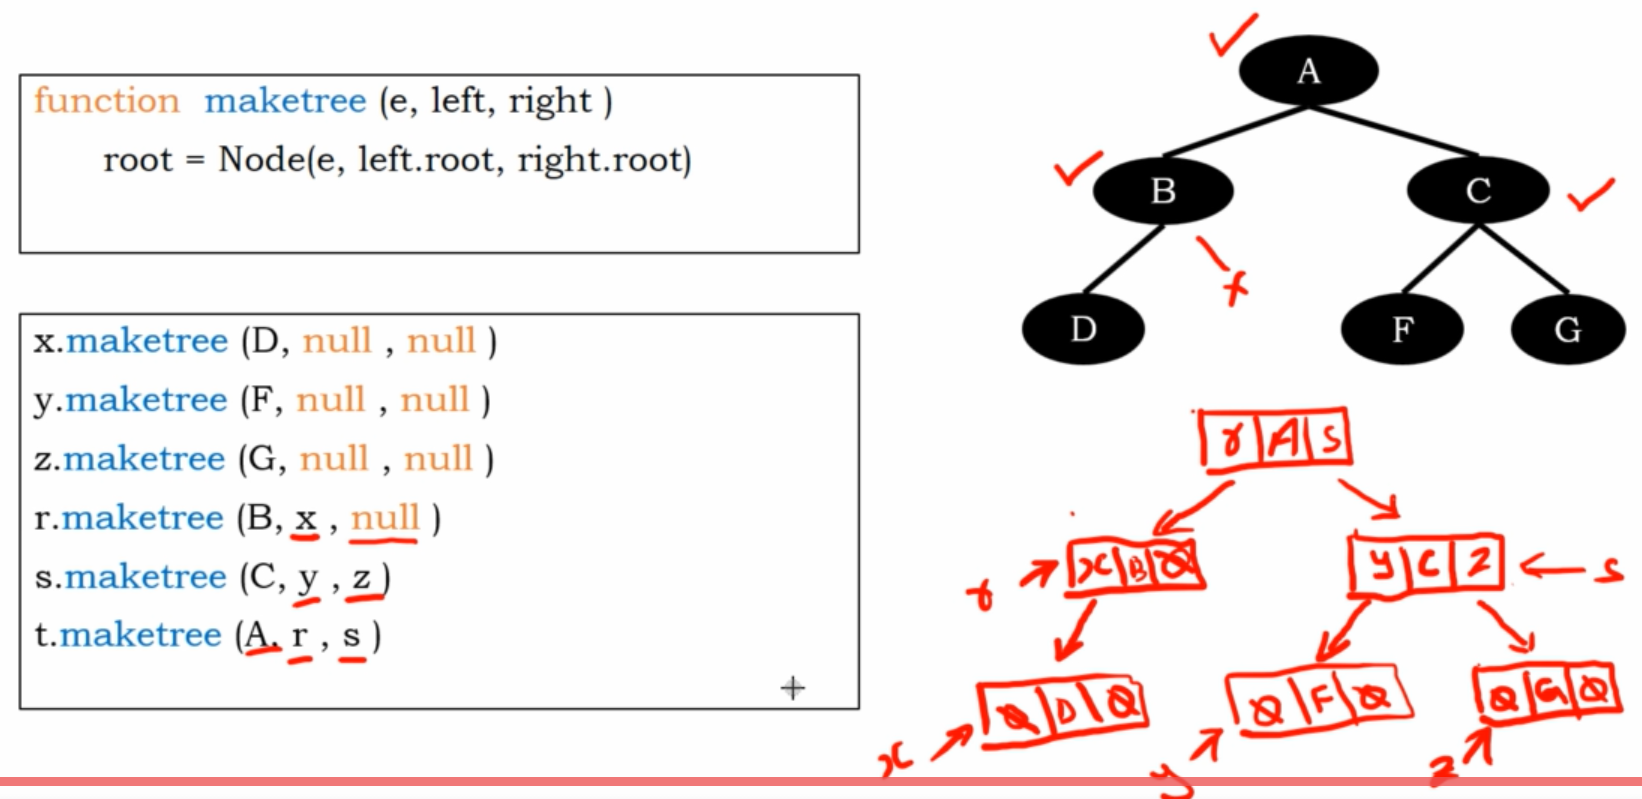 function maketree (e, left, right )
root = Node(e, left.root, right.root)
x.maketree (D, null , null )
y.maketree (F, null , null )
z.maketree (G, null , null )
r.maketree (B, x , null )
s.maketree (C, y , z )
t.maketree (A, r , s )
A
B C
D F G
r A S
r x B Ø y C Z s
Ø D Ø Ø F Ø Ø G Ø
x y z